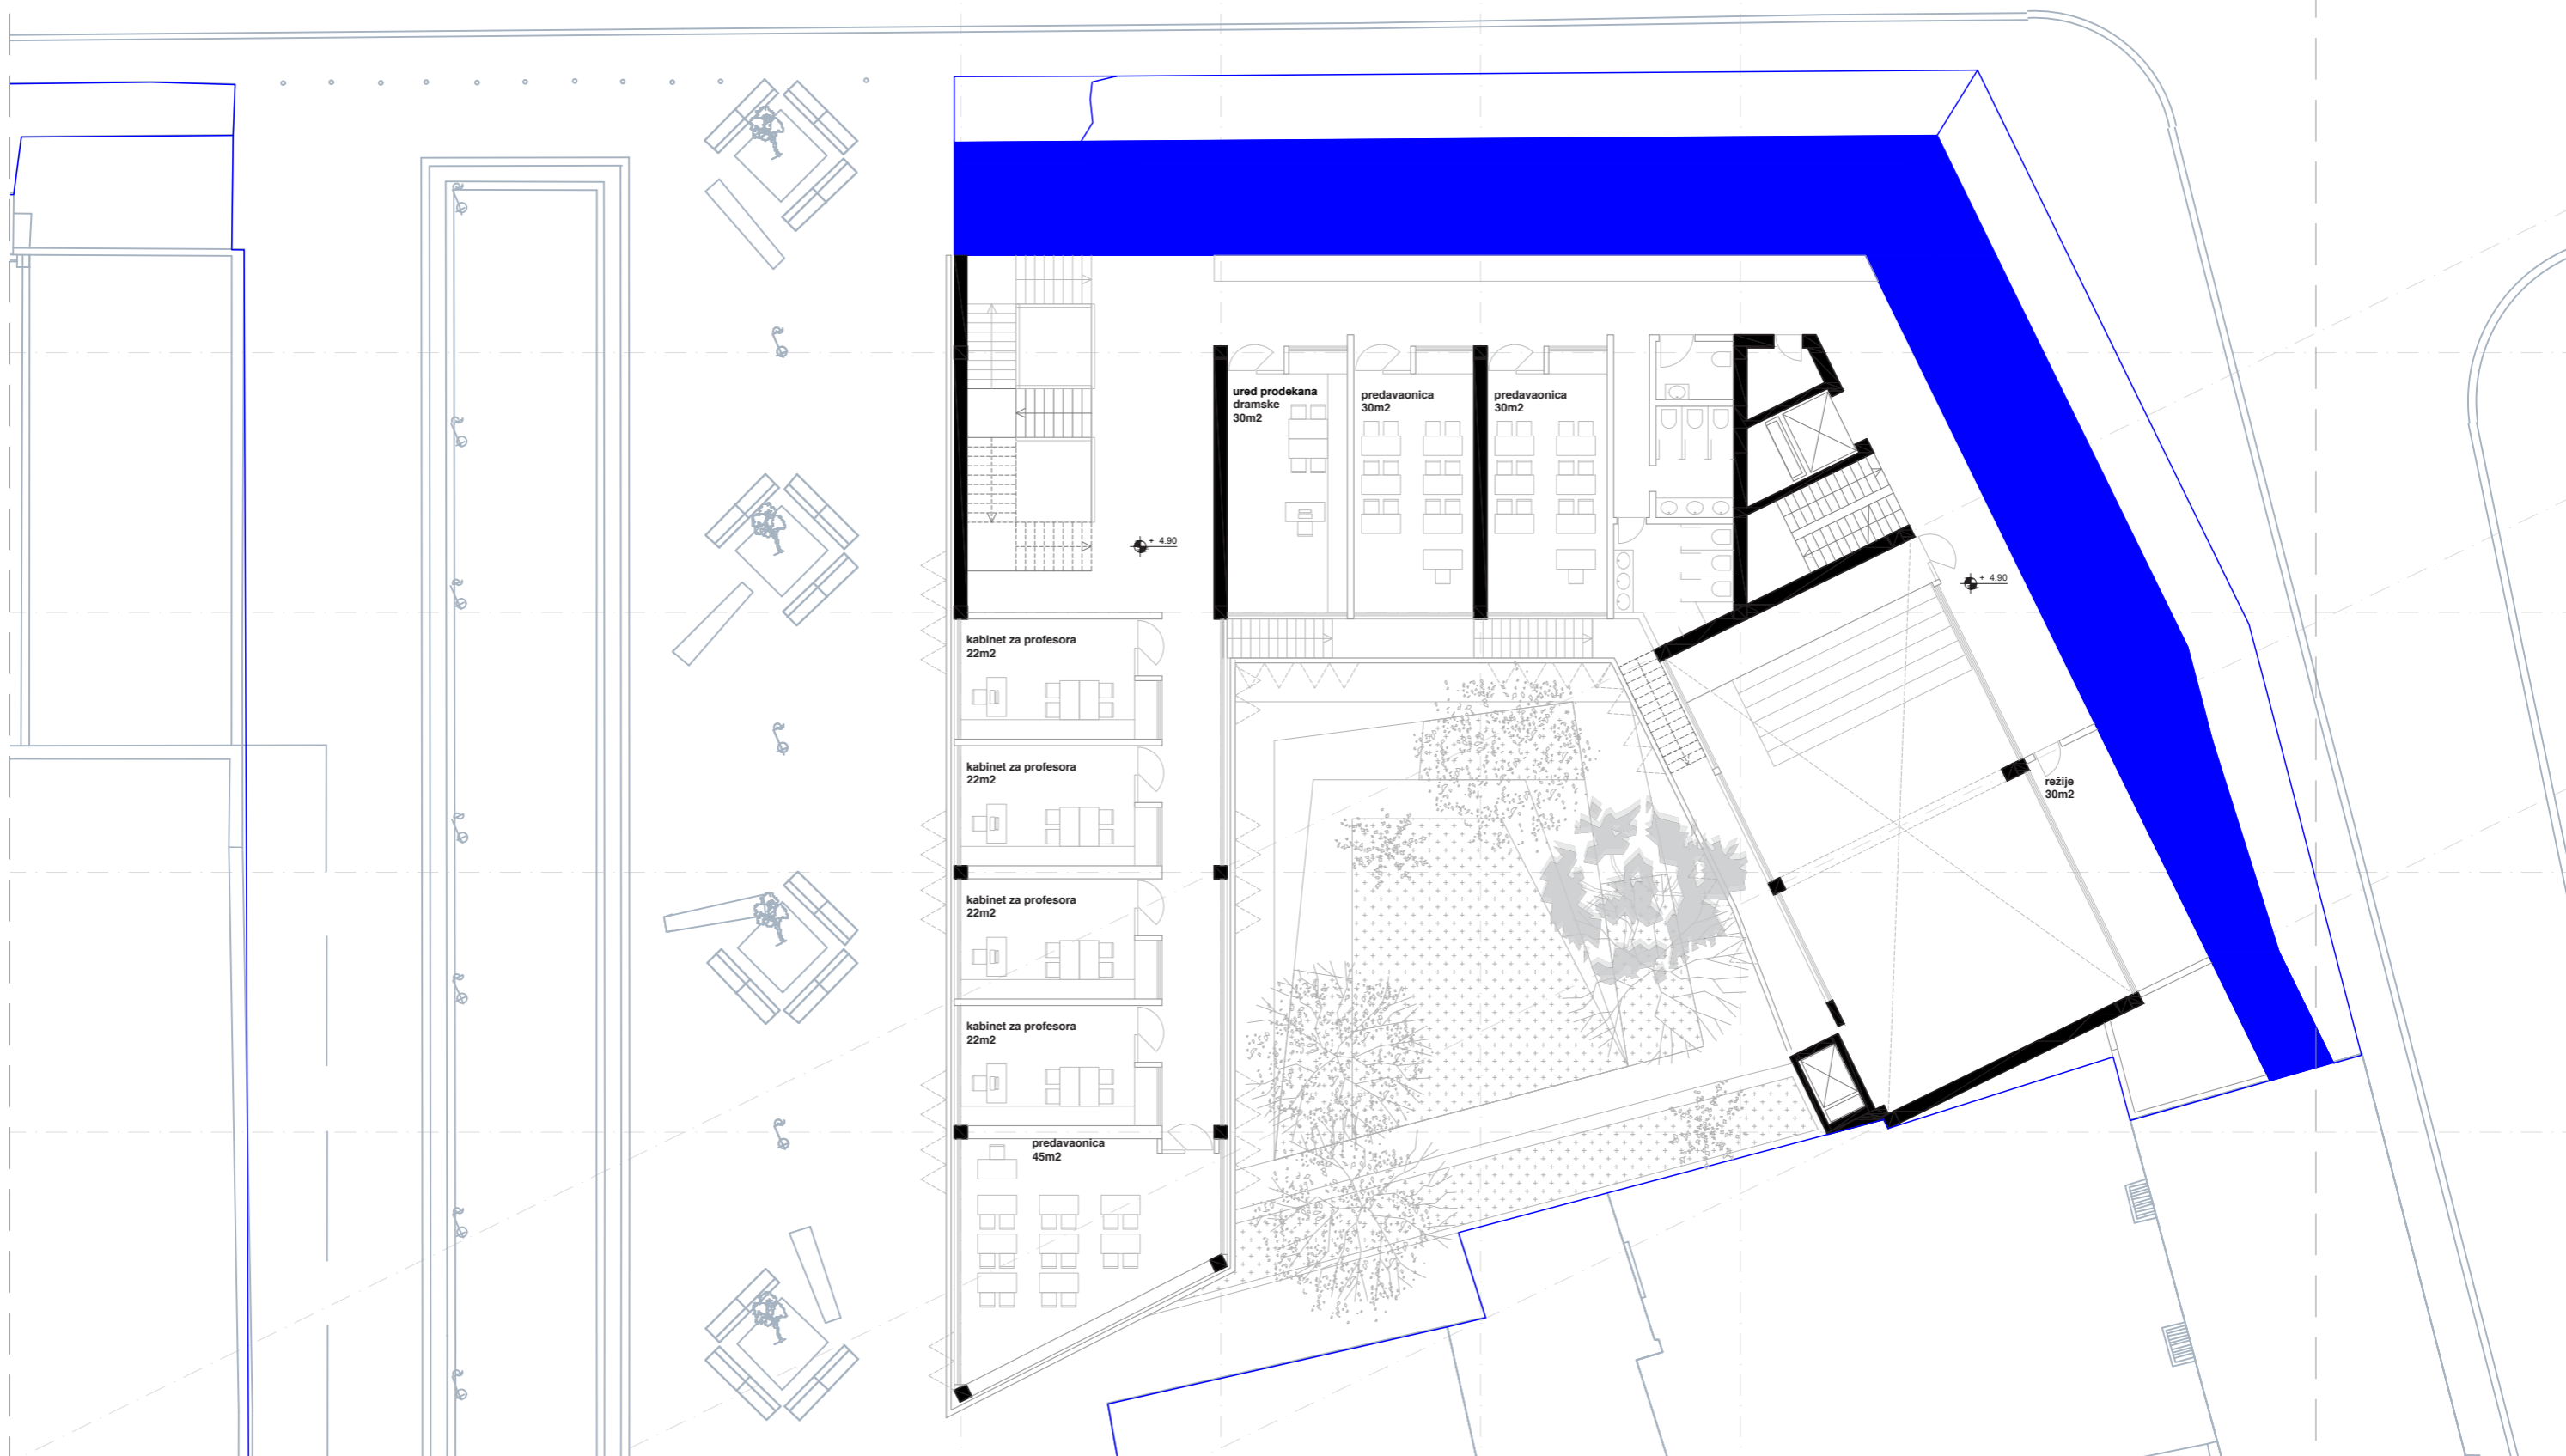 ured prodekana
dramske
30m2
predavaonica
30m2
predavaonica
30m2
+ 4.90
+ 4.90
kabinet za profesora
22m2
kabinet za profesora
22m2
režije
30m2
kabinet za profesora
22m2
kabinet za profesora
22m2
predavaonica
45m2